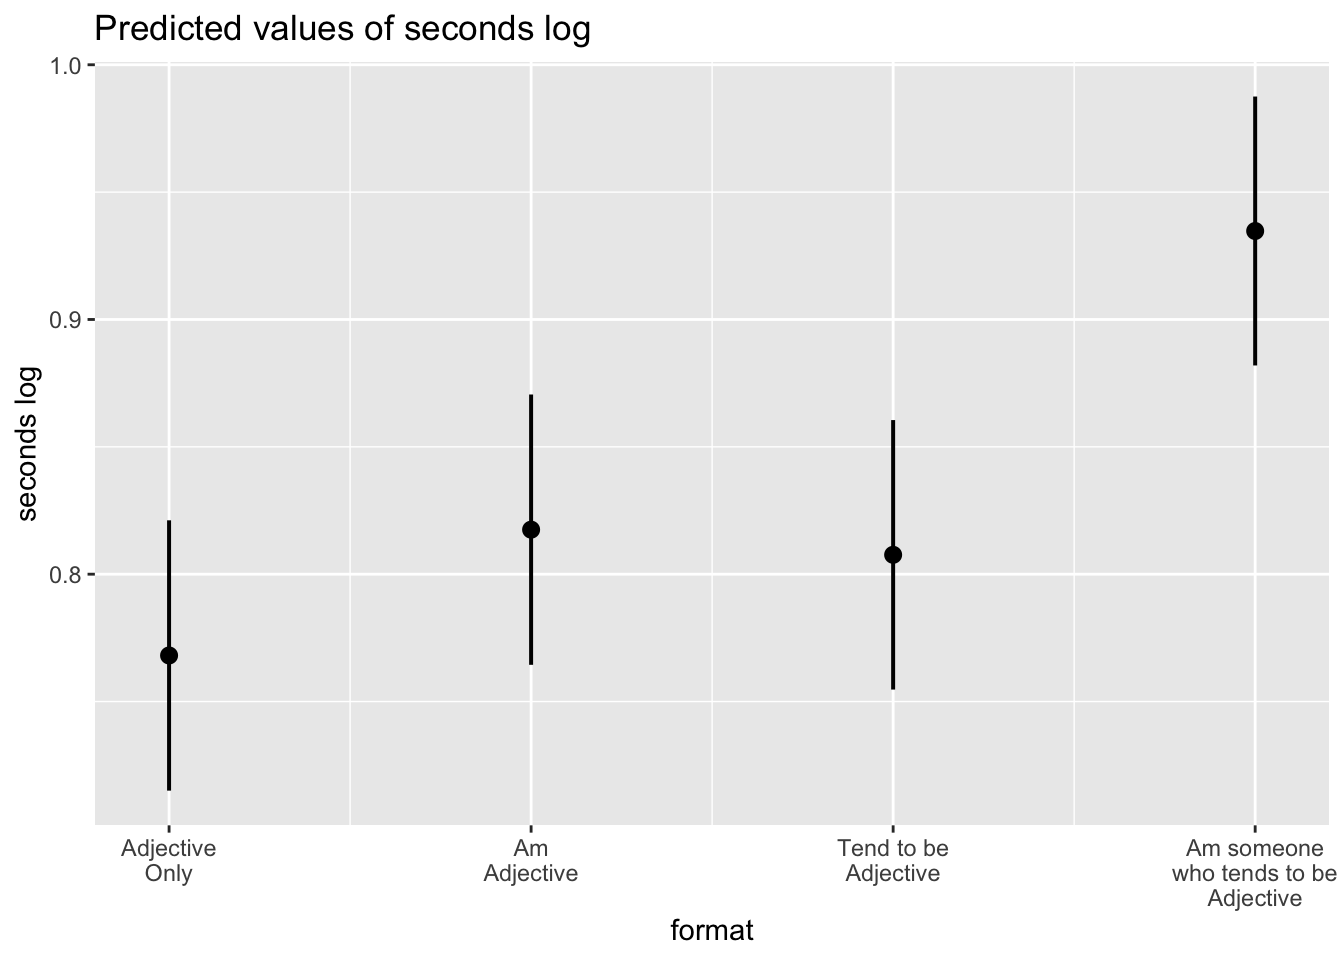 Predicted values of seconds log
1.0
0.9
0.8
seconds log
Adjective
Only
Am
Adjective
Tend to be
Adjective
Am someone
who tends to be
Adjective
format